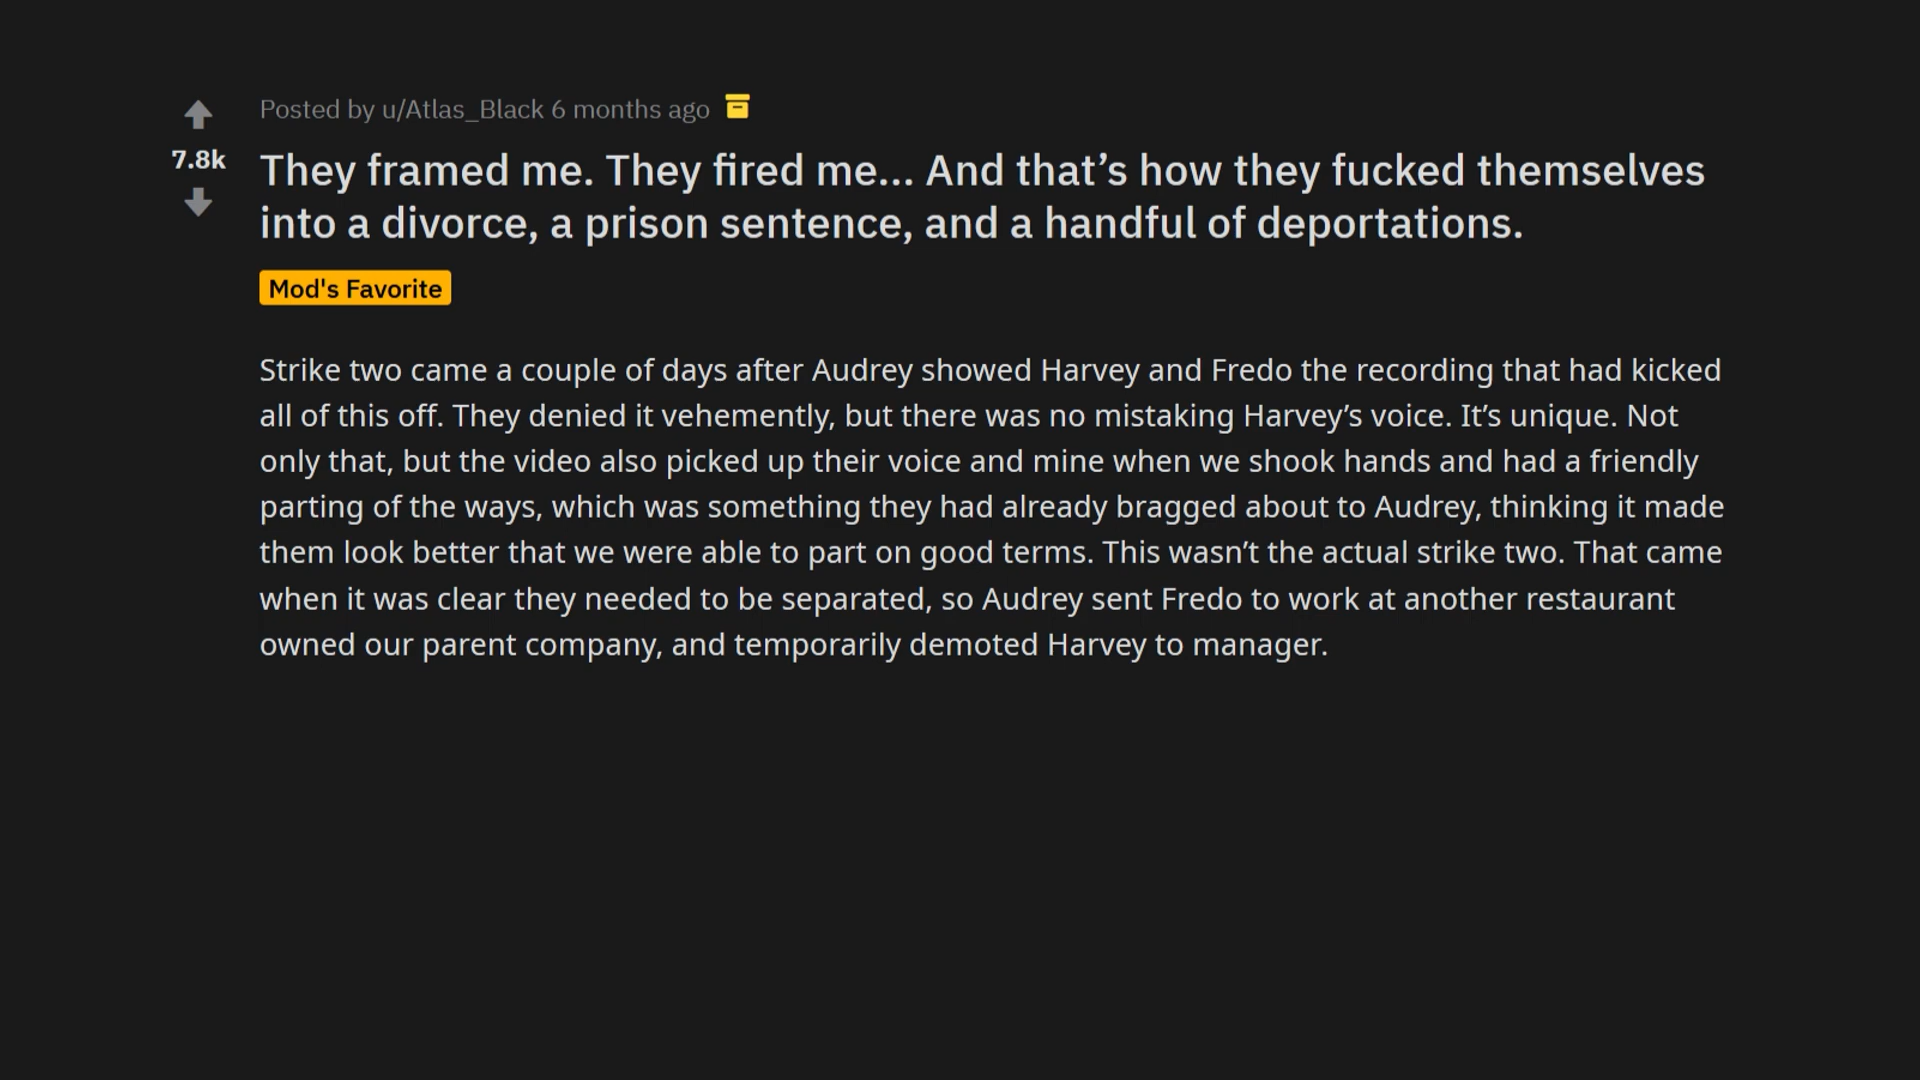 Posted by u/Atlas_Black 6 months ago
7.8k
They framed me. They fired me... And that’s how they fucked themselves
into a divorce, a prison sentence, and a handful of deportations.
Mod's Favorite
Strike two came a couple of days after Audrey showed Harvey and Fredo the recording that had kicked
all of this off. They denied it vehemently, but there was no mistaking Harvey’s voice. It’s unique. Not
only that, but the video also picked up their voice and mine when we shook hands and had a friendly
parting of the ways, which was something they had already bragged about to Audrey, thinking it made
them look better that we were able to part on good terms. This wasn’t the actual strike two. That came
when it was clear they needed to be separated, so Audrey sent Fredo to work at another restaurant
owned our parent company, and temporarily demoted Harvey to manager.